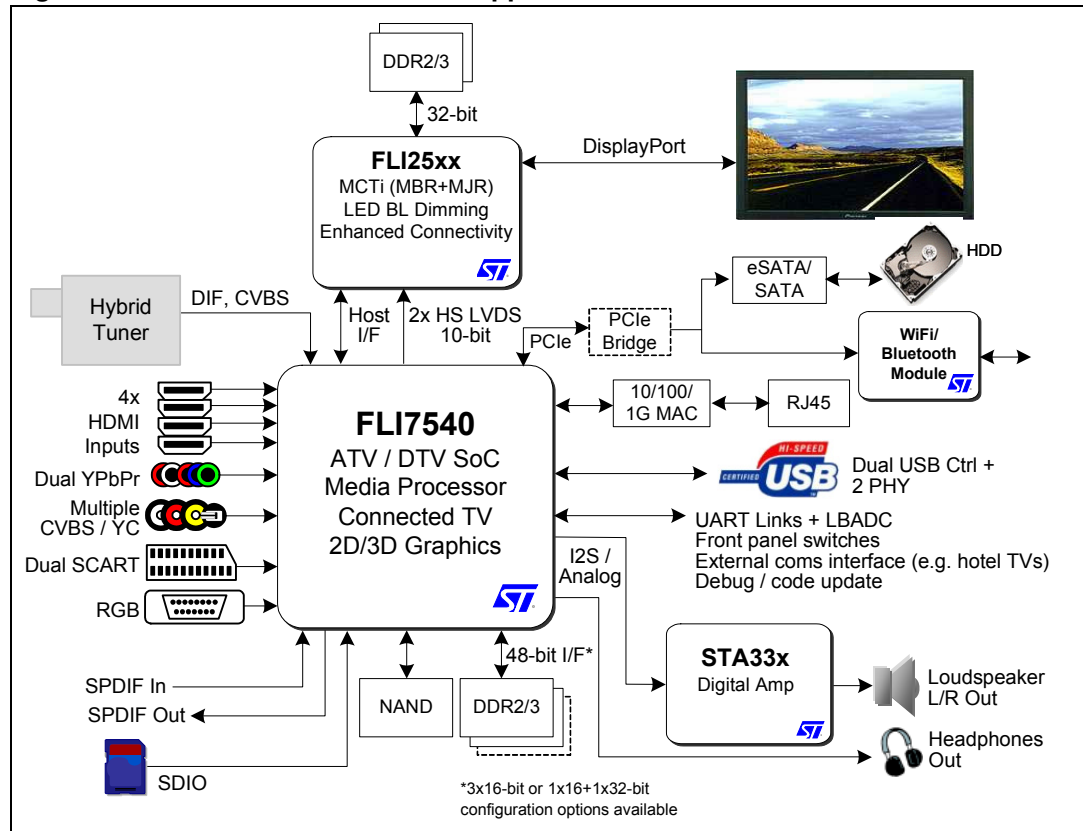 DDR2/3
32-bit
FLI25xx
MCTi (MBR+MJR)
LED BL Dimming
Enhanced Connectivity
ST
DisplayPort
Pioneer
HDD
eSATA/
SATA
PCIe
Bridge
PCIe
WiFi/
Bluetooth
Module
ST
Hybrid
Tuner
DIF, CVBS
Host
I/F
2x HS LVDS
10-bit
4x
HDMI
Inputs
Dual YPbPr
Multiple
CVBS / YC
Dual SCART
RGB
FLI7540
ATV / DTV SoC
Media Processor
Connected TV
2D/3D Graphics
ST
10/100/
1G MAC
RJ45
HI-SPEED
CERTIFIED
USB
Dual USB Ctrl +
2 PHY
UART Links + LBADC
Front panel switches
External coms interface (e.g. hotel TVs)
Debug / code update
I2S /
Analog
STA33x
Digital Amp
ST
Loudspeaker
L/R Out
Headphones
Out
SPDIF In
SPDIF Out
SDIO
NAND
48-bit I/F*
DDR2/3
*3x16-bit or 1x16+1x32-bit
configuration options available